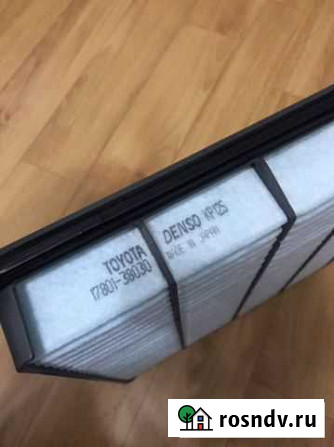 TOYOTA
17801-38030
DENSO
MADE IN JAPAN
rosndv.ru